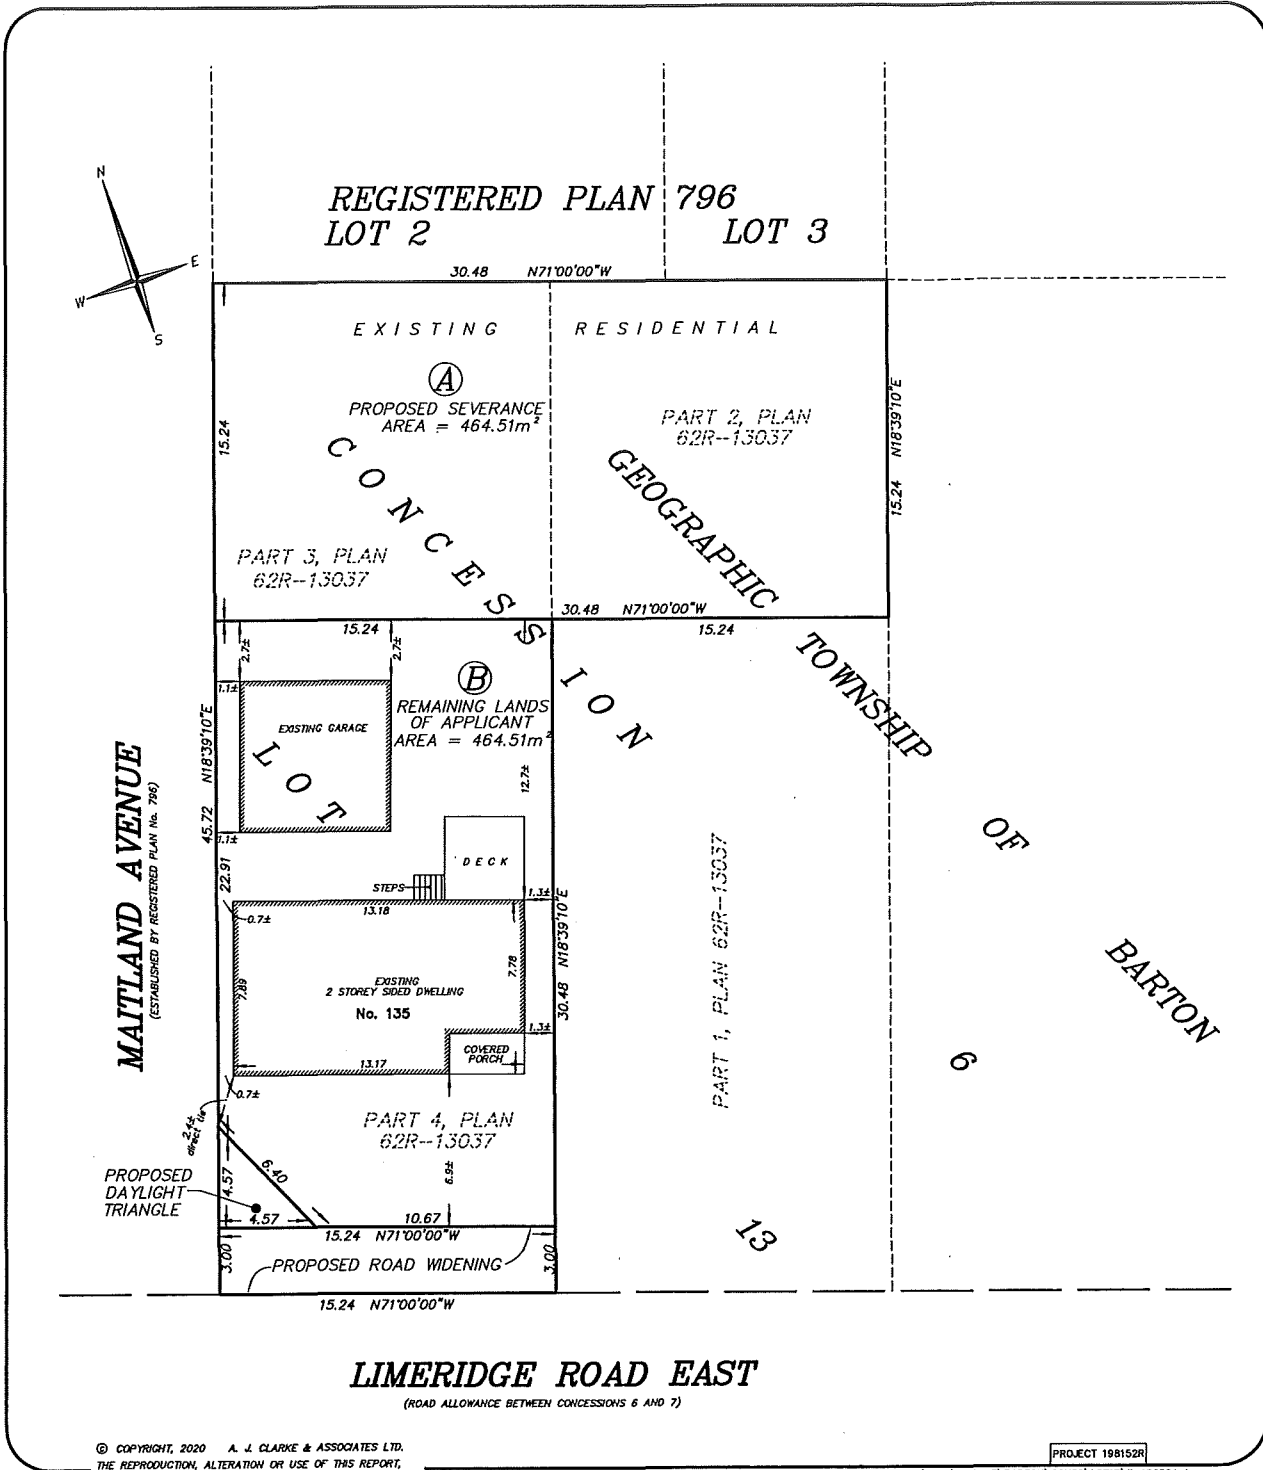 N
E
W
S
REGISTERED PLAN 796
LOT 2
LOT 3
30.48 N71°00'00"W
EXISTING RESIDENTIAL
A
PROPOSED SEVERANCE
AREA = 464.51m²
PART 2, PLAN
62R--13037
15.24
15.24 N18°39'10"E
CONCESSION
GEOGRAPHIC
PART 3, PLAN
62R--13037
30.48 N71°00'00"W
15.24
15.24
2.7±
2.7±
TOWNSHIP
B
REMAINING LANDS
OF APPLICANT
AREA = 464.51m²
1.1±
EXISTING GARAGE
LOT
12.7±
45.72 N18°39'10"E
1.1±
MAITLAND AVENUE
(ESTABLISHED BY REGISTERED PLAN No. 796)
OF
22.91
DECK
STEPS
1.3±
13.18
0.7±
30.48 N18°39'10"E
PART 1, PLAN 62R--13037
BARTON
7.89
7.78
EXISTING
2 STOREY SIDED DWELLING
No. 135
1.3±
COVERED
PORCH
13.17
6
0.7±
2.4±
direct tie
PART 4, PLAN
62R--13037
PROPOSED
DAYLIGHT
TRIANGLE
4.57
6.40
6.9±
4.57
10.67
15.24 N71°00'00"W
13
3.00
PROPOSED ROAD WIDENING
3.00
15.24 N71°00'00"W
LIMERIDGE ROAD EAST
(ROAD ALLOWANCE BETWEEN CONCESSIONS 6 AND 7)
© COPYRIGHT, 2020 A. J. CLARKE & ASSOCIATES LTD.
THE REPRODUCTION, ALTERATION OR USE OF THIS REPORT,
PROJECT 198152R